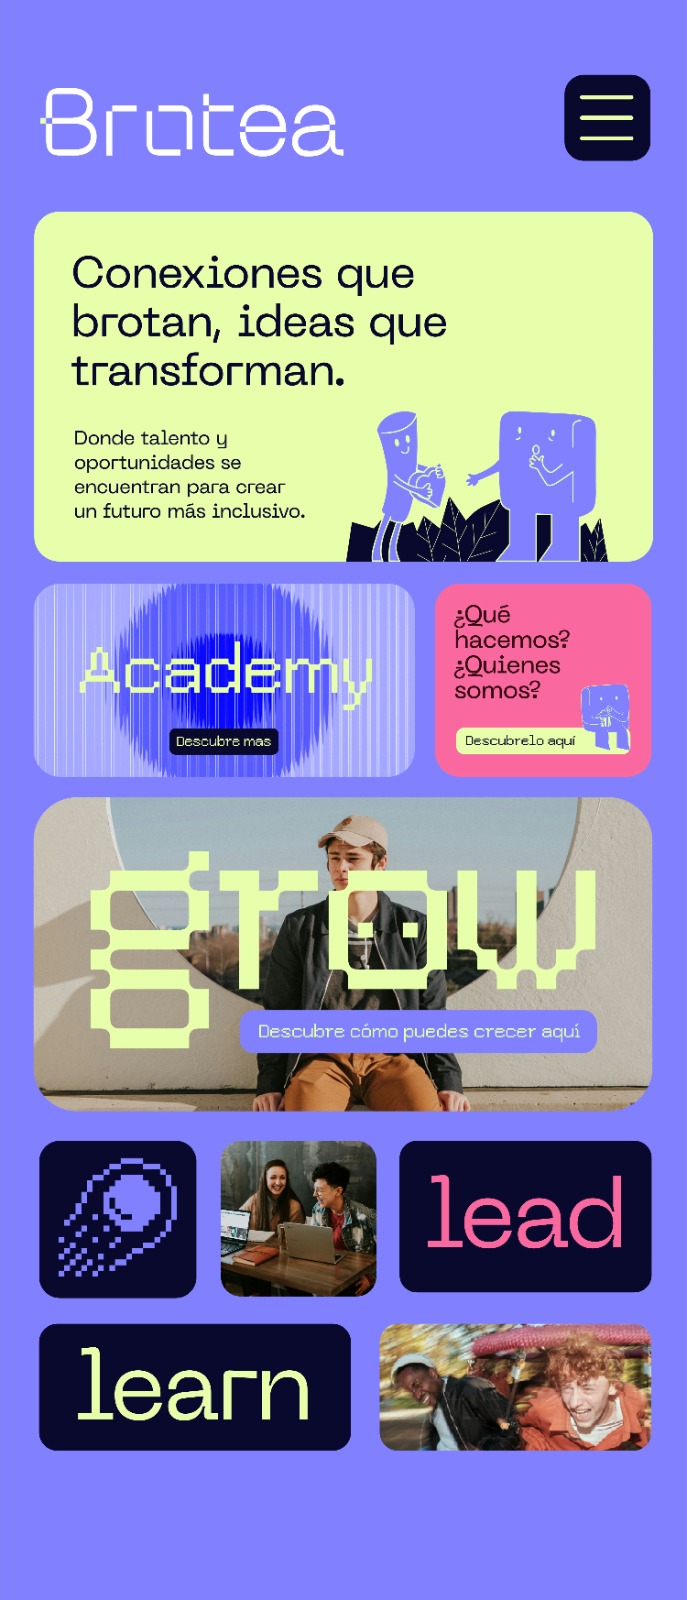 Brotea
Conexiones que
brotan, ideas que
transforman.
Donde talento y
oportunidades se
encuentran para crear
un futuro más inclusivo.
Academy
Descubre mas
¿Qué
hacemos?
¿Quienes
somos?
Descubrelo aquí
grow
Descubre cómo puedes crecer aquí
lead
learn